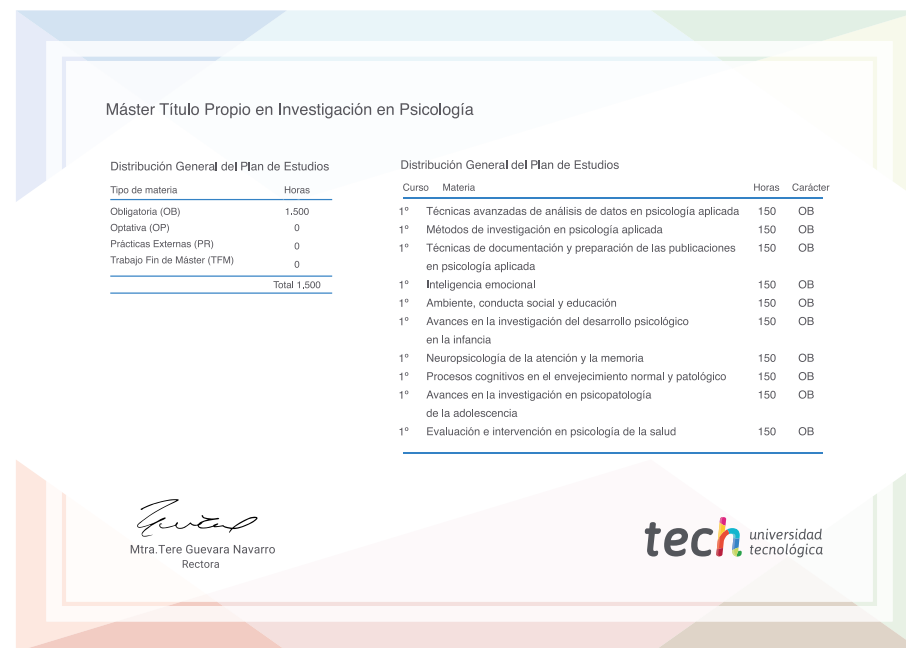 Máster Título Propio en Investigación en Psicología
Distribución General del Plan de Estudios
Tipo de materia Horas
Obligatoria (OB) 1.500
Optativa (OP) 0
Prácticas Externas (PR) 0
Trabajo Fin de Máster (TFM) 0
Total 1,500
Distribución General del Plan de Estudios
Curso Materia Horas Carácter
1º Técnicas avanzadas de análisis de datos en psicología aplicada 150 OB
1º Métodos de investigación en psicología aplicada 150 OB
1º Técnicas de documentación y preparación de las publicaciones 150 OB
en psicología aplicada
1º Inteligencia emocional 150 OB
1º Ambiente, conducta social y educación 150 OB
1º Avances en la investigación del desarrollo psicológico 150 OB
en la infancia
1º Neuropsicología de la atención y la memoria 150 OB
1º Procesos cognitivos en el envejecimiento normal y patológico 150 OB
1º Avances en la investigación en psicopatología 150 OB
de la adolescencia
1º Evaluación e intervención en psicología de la salud 150 OB
Mtra.Tere Guevara Navarro
Rectora
tech universidad
tecnológica